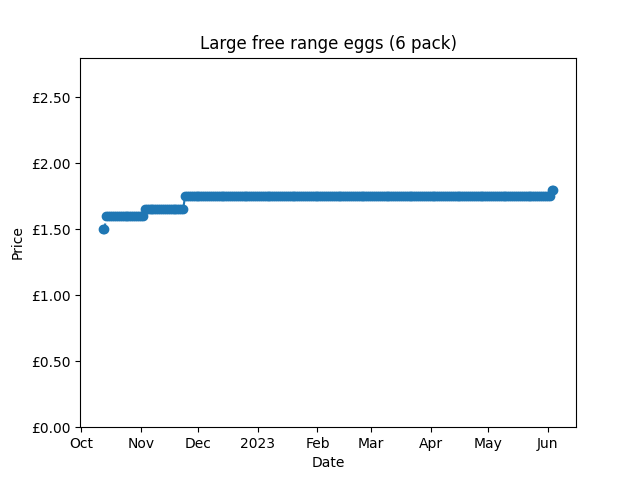 Large free range eggs (6 pack)
£2.50
£2.00
£1.50
£1.00
£0.50
£0.00
Price
Oct Nov Dec 2023 Feb Mar Apr May Jun
Date